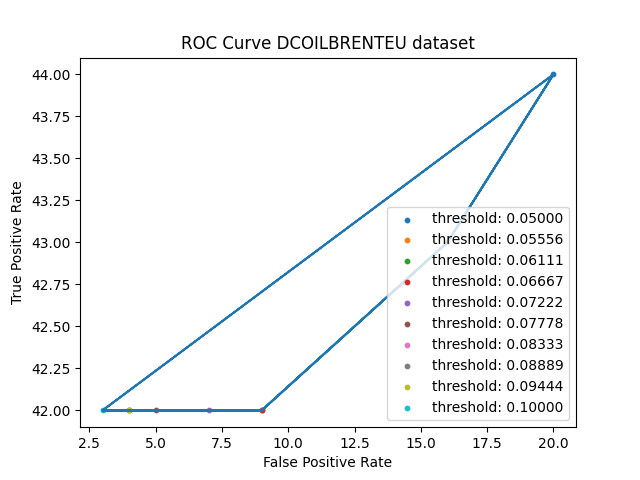 ROC Curve DCOILBRENTEU dataset
True Positive Rate
44.00
43.75
43.50
43.25
43.00
42.75
42.50
42.25
42.00
threshold: 0.05000
threshold: 0.05556
threshold: 0.06111
threshold: 0.06667
threshold: 0.07222
threshold: 0.07778
threshold: 0.08333
threshold: 0.08889
threshold: 0.09444
threshold: 0.10000
2.5 5.0 7.5 10.0 12.5 15.0 17.5 20.0
False Positive Rate